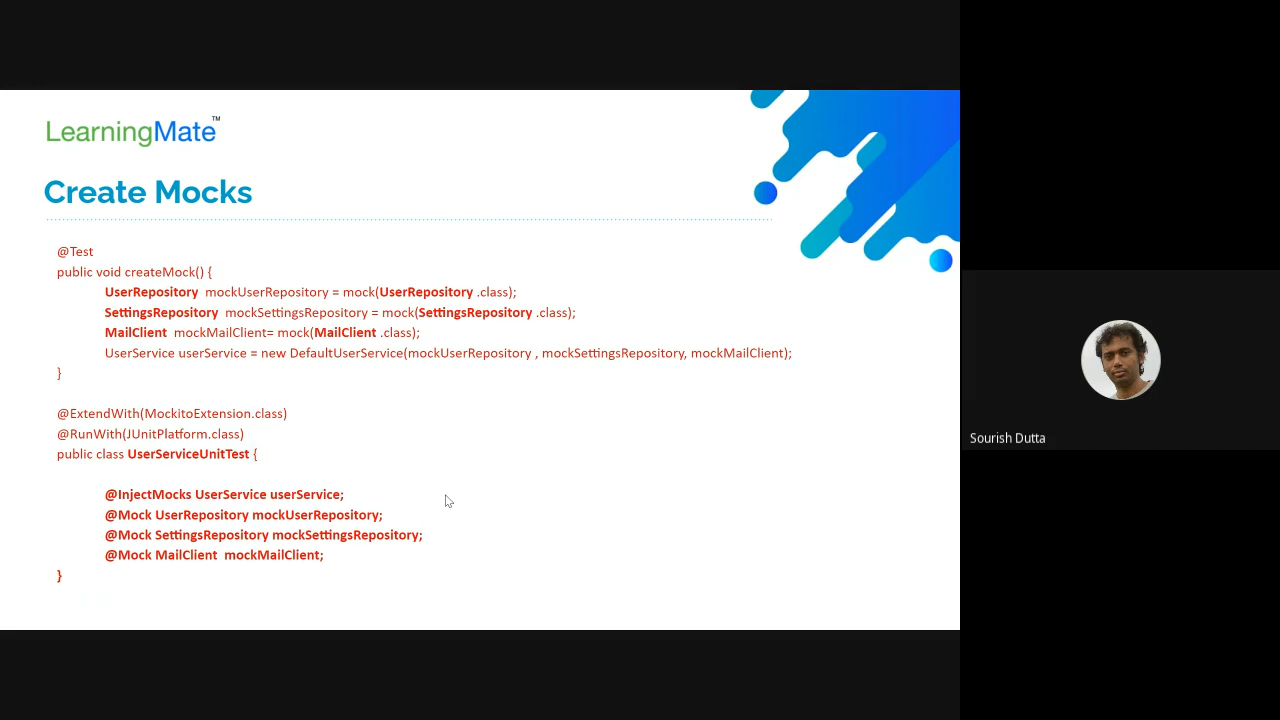 LearningMate™
Create Mocks
@Test
public void createMock() {
UserRepository mockUserRepository = mock(UserRepository .class);
SettingsRepository mockSettingsRepository = mock(SettingsRepository .class);
MailClient mockMailClient= mock(MailClient .class);
UserService userService = new DefaultUserService(mockUserRepository , mockSettingsRepository, mockMailClient);
}
@ExtendWith(MockitoExtension.class)
@RunWith(JUnitPlatform.class)
public class UserServiceUnitTest {
@InjectMocks UserService userService;
@Mock UserRepository mockUserRepository;
@Mock SettingsRepository mockSettingsRepository;
@Mock MailClient mockMailClient;
}
Sourish Dutta